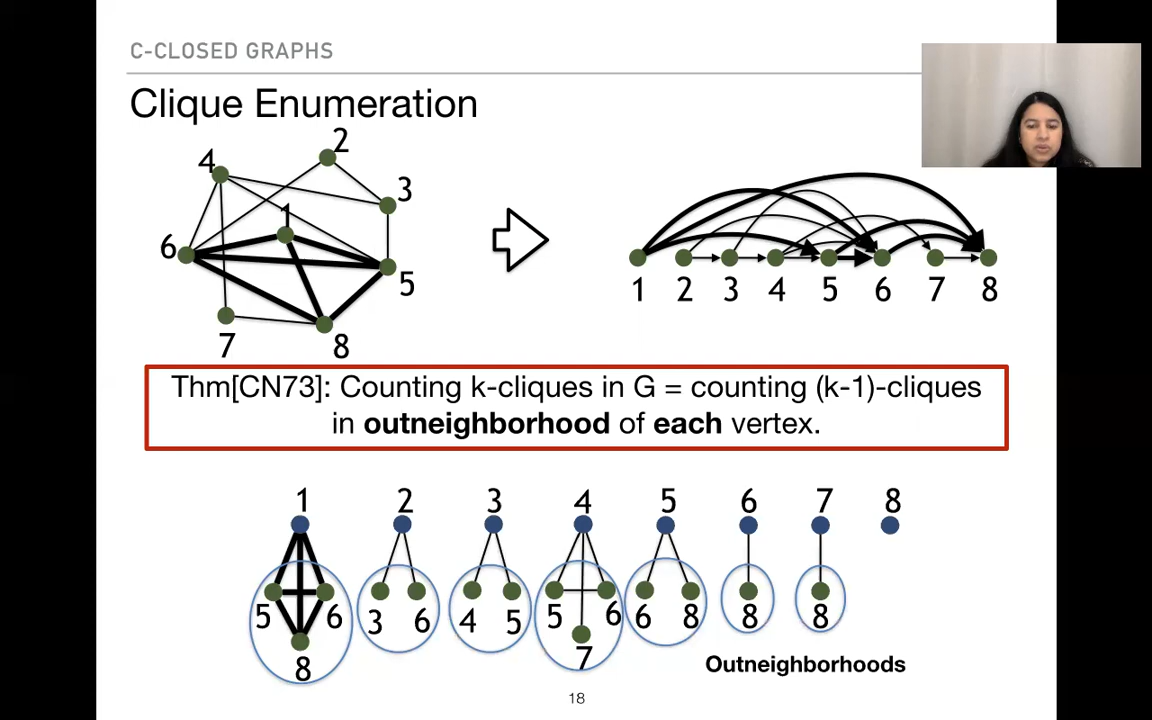 C-CLOSED GRAPHS
Clique Enumeration
2
4
3
1
6
5
7
8
1 2 3 4 5 6 7 8
Thm[CN73]: Counting k-cliques in G = counting (k-1)-cliques
in outneighborhood of each vertex.
1 2 3 4 5 6 7 8
5 6 3 6 4 5 5 6 6 8 8 8
8 7
Outneighborhoods
18